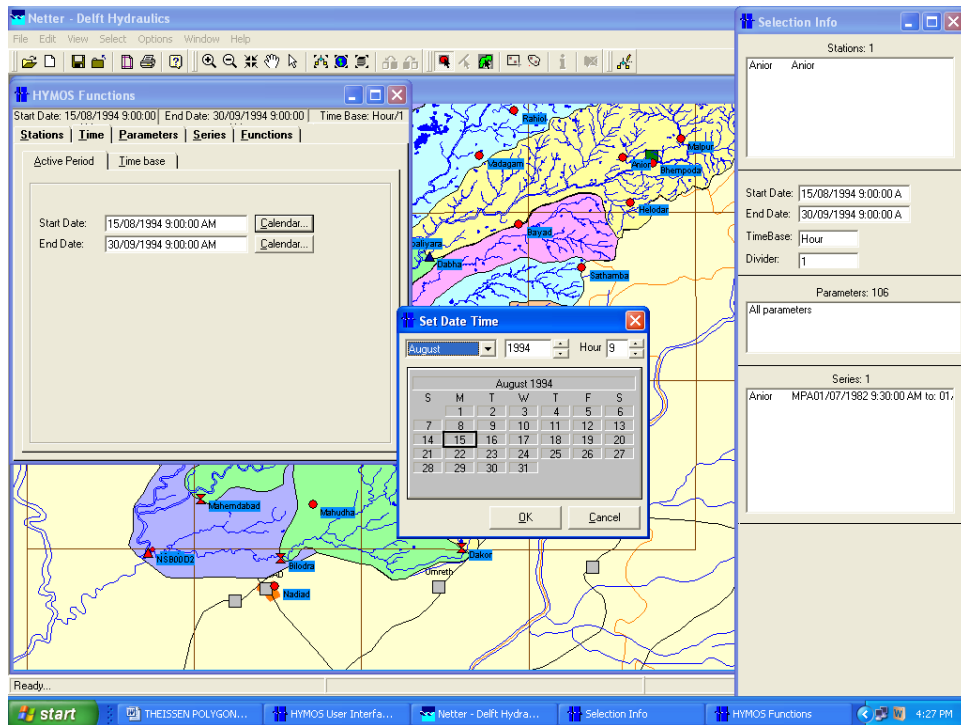 Netter - Delft Hydraulics
File Edit View Select Options Window Help
HYMOS Functions
Start Date: 15/08/1994 9:00:00 End Date: 30/09/1994 9:00:00 Time Base: Hour/1
Stations Time Parameters Series Functions
Active Period Time base
Start Date: 15/08/1994 9:00:00 AM Calendar...
End Date: 30/09/1994 9:00:00 AM Calendar...
Rahiol
Malpur
Vadagam
Anior
Bhempoda
Helodar
Bayad
paliyara
Dabha
Sathamba
Set Date Time
August 1994 Hour 9
August 1994
S M T W T F S
1 2 3 4 5 6
7 8 9 10 11 12 13
14 15 16 17 18 19 20
21 22 23 24 25 26 27
28 29 30 31
OK Cancel
Mahemdabad
Mahudha
NSB00D2
Bilodra
Dakor
Umreth
AD
Nadiad
Ready...
Selection Info
Stations: 1
Anior Anior
Start Date: 15/08/1994 9:00:00 A
End Date: 30/09/1994 9:00:00 A
TimeBase: Hour
Divider: 1
Parameters: 106
All parameters
Series: 1
Anior MPA01/07/1982 9:30:00 AM to: 01/
start THEISSEN POLYGON... HYMOS User Interfa... Netter - Delft Hydra... Selection Info HYMOS Functions 4:27 PM